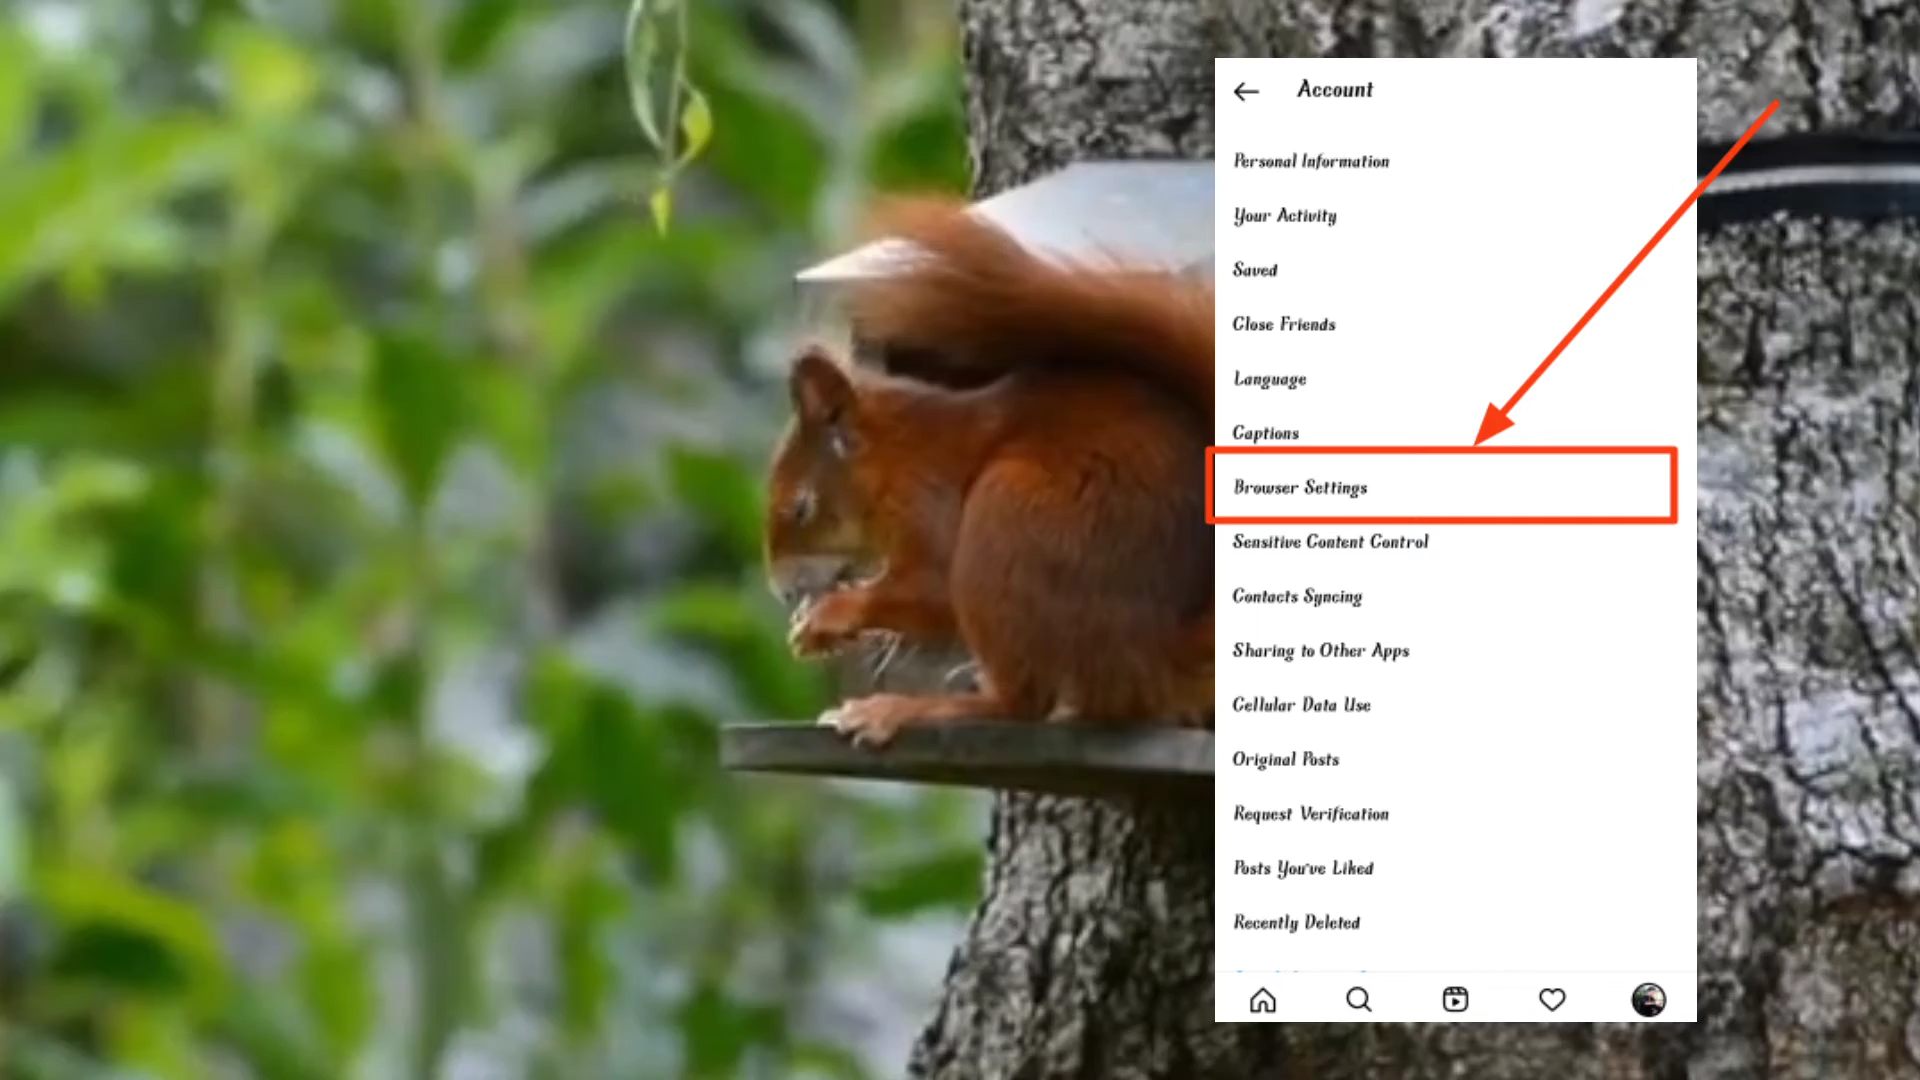 Account
Personal Information
Your Activity
Saved
Close Friends
Language
Captions
Browser Settings
Sensitive Content Control
Contacts Syncing
Sharing to Other Apps
Cellular Data Use
Original Posts
Request Verification
Posts You've Liked
Recently Deleted